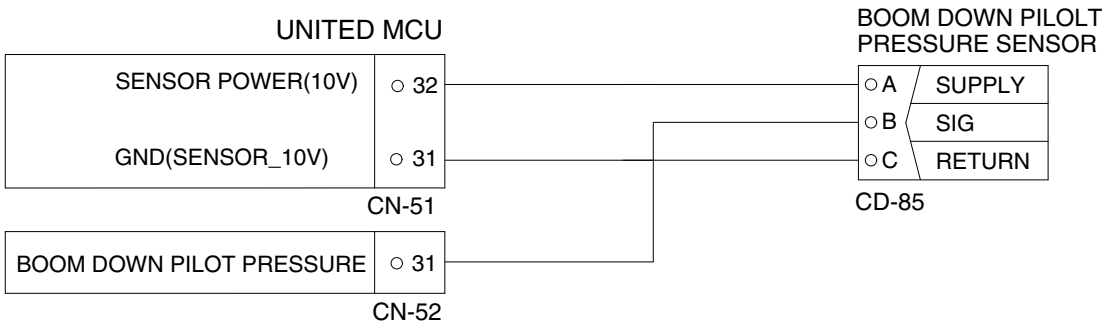 UNITED MCU
BOOM DOWN PILOLT
PRESSURE SENSOR
SENSOR POWER(10V) 32
GND(SENSOR_10V) 31
CN-51
A SUPPLY
B SIG
C RETURN
CD-85
BOOM DOWN PILOT PRESSURE 31
CN-52